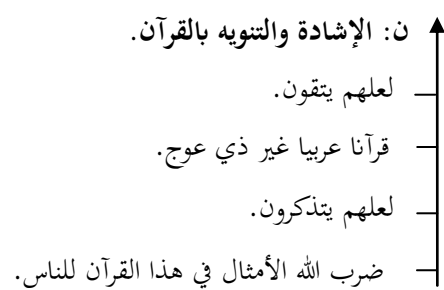 ن: الإشادة والتنويه بالقرآن.
لعلهم يتقون.
قرآنا عربيا غير ذي عوج.
لعلهم يتذكرون.
ضرب الله الأمثال في هذا القرآن للناس.